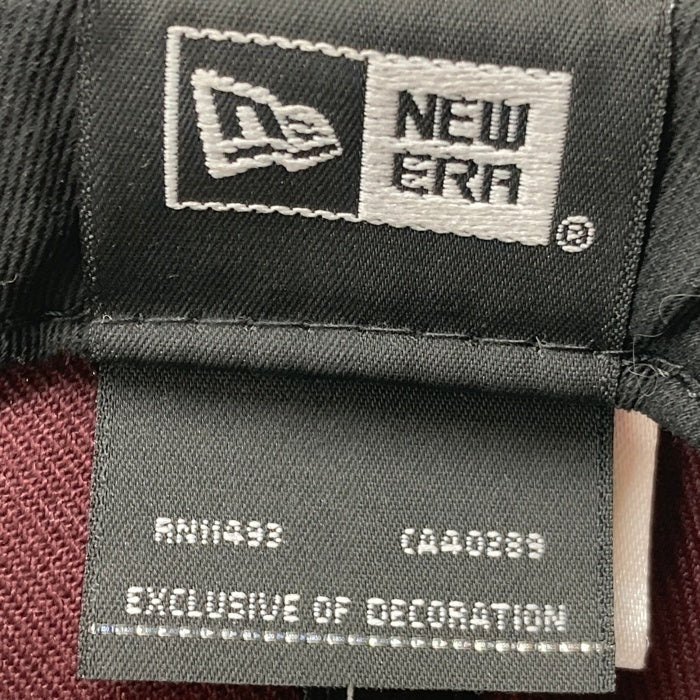 NEW
ERA
®
RN11493 CA40389
EXCLUSIVE OF DECORATION